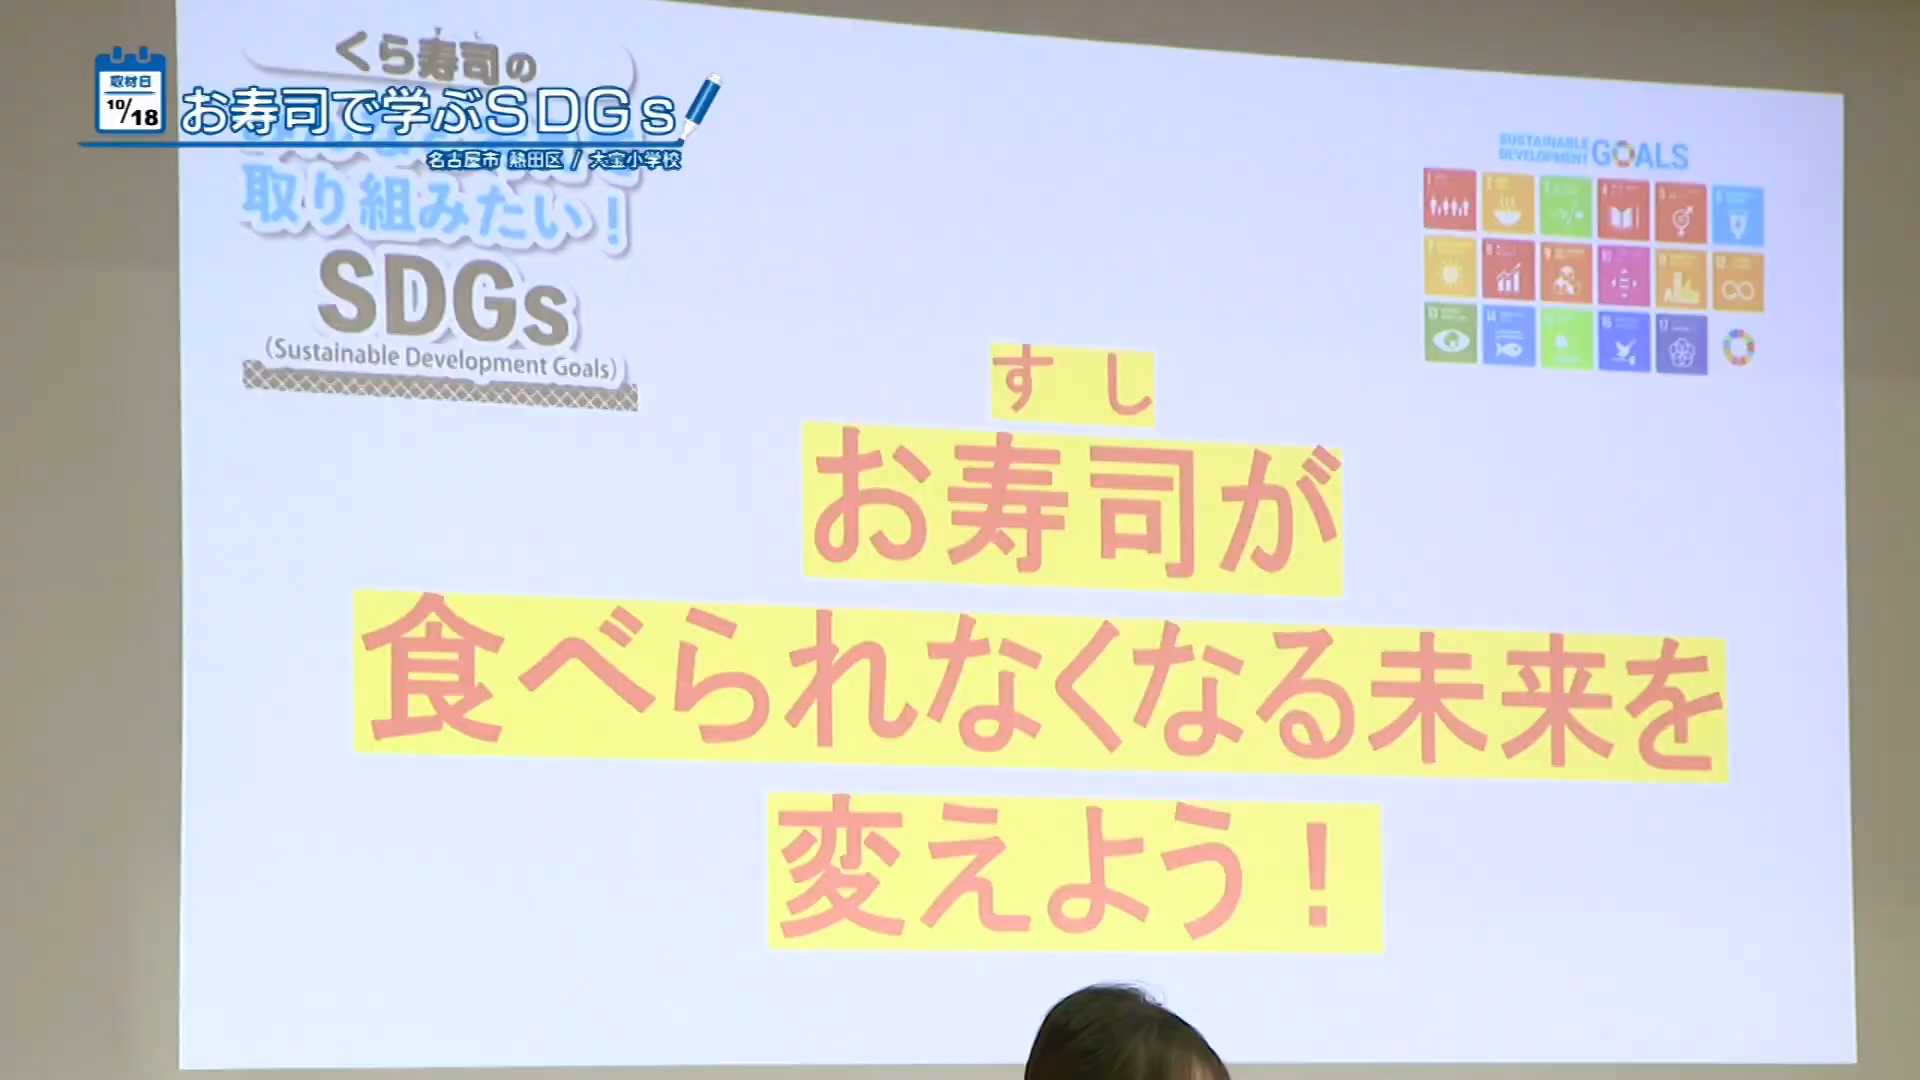 取材日
10/18
お寿司で学ぶSDGs
名古屋市 熱田区 / 大宝小学校
くら寿司の
取り組みたい！
SDGs
(Sustainable Development Goals)
SUSTAINABLE
DEVELOPMENT
GOALS
すし
お寿司が
食べられなくなる未来を
変えよう！